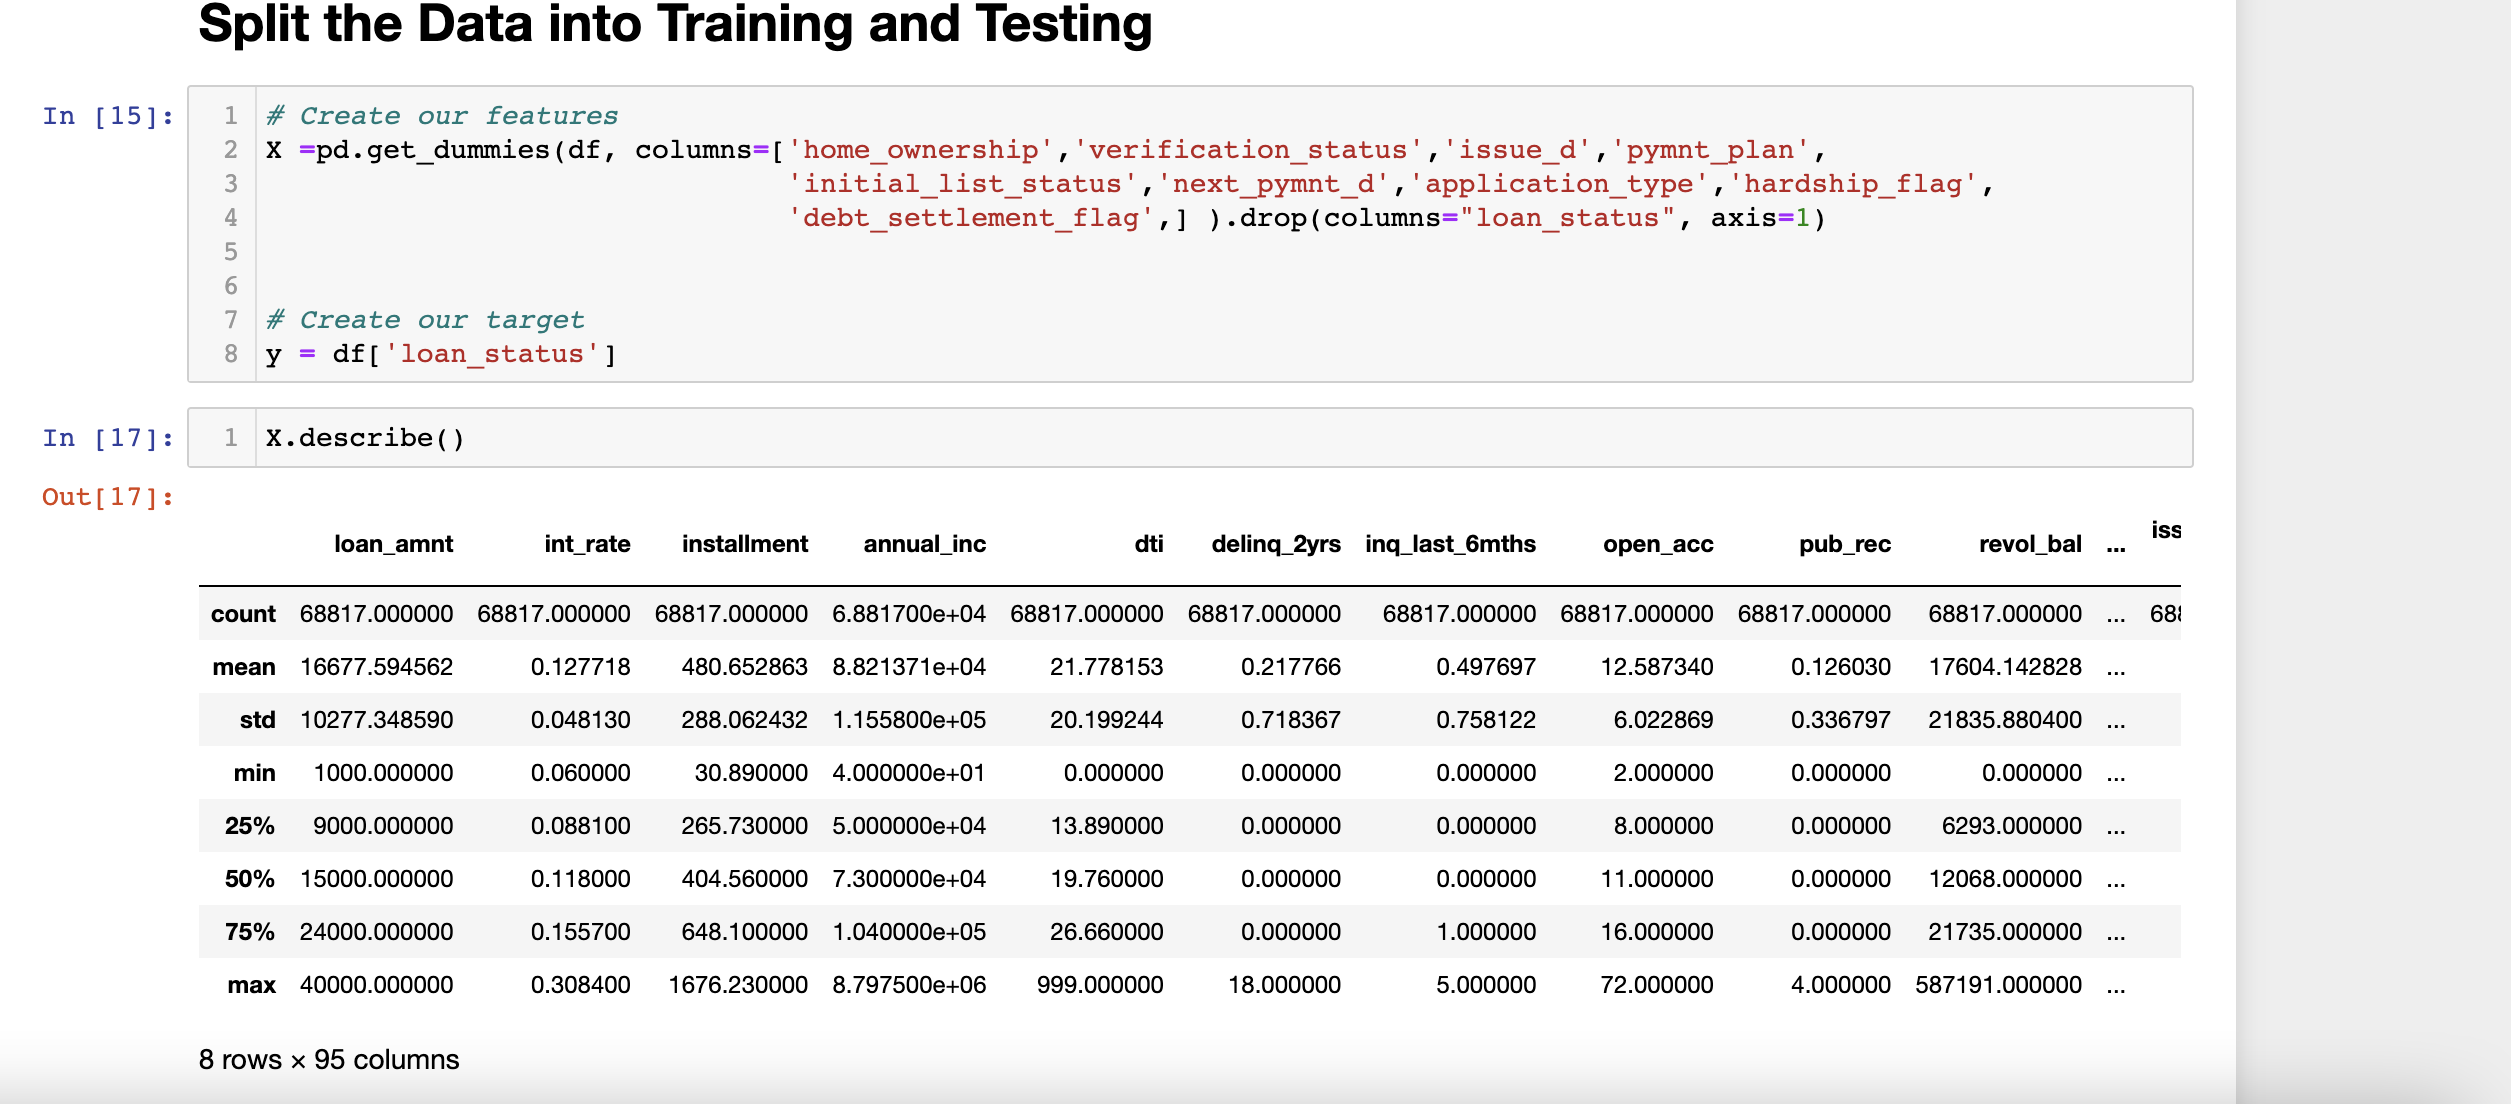 Split the Data into Training and Testing
In [15]:
1 # Create our features
2 X =pd.get_dummies(df, columns=['home_ownership','verification_status','issue_d','pymnt_plan',
3 'initial_list_status','next_pymnt_d','application_type','hardship_flag',
4 'debt_settlement_flag',] ).drop(columns="loan_status", axis=1)
5
6
7 # Create our target
8 y = df['loan_status']
In [17]:
1 X.describe()
Out[17]:
loan_amnt int_rate installment annual_inc dti delinq_2yrs inq_last_6mths open_acc pub_rec revol_bal ... iss
count 68817.000000 68817.000000 68817.000000 6.881700e+04 68817.000000 68817.000000 68817.000000 68817.000000 68817.000000 68817.000000 ... 688
mean 16677.594562 0.127718 480.652863 8.821371e+04 21.778153 0.217766 0.497697 12.587340 0.126030 17604.142828 ...
std 10277.348590 0.048130 288.062432 1.155800e+05 20.199244 0.718367 0.758122 6.022869 0.336797 21835.880400 ...
min 1000.000000 0.060000 30.890000 4.000000e+01 0.000000 0.000000 0.000000 2.000000 0.000000 0.000000 ...
25% 9000.000000 0.088100 265.730000 5.000000e+04 13.890000 0.000000 0.000000 8.000000 0.000000 6293.000000 ...
50% 15000.000000 0.118000 404.560000 7.300000e+04 19.760000 0.000000 0.000000 11.000000 0.000000 12068.000000 ...
75% 24000.000000 0.155700 648.100000 1.040000e+05 26.660000 0.000000 1.000000 16.000000 0.000000 21735.000000 ...
max 40000.000000 0.308400 1676.230000 8.797500e+06 999.000000 18.000000 5.000000 72.000000 4.000000 587191.000000 ...
8 rows × 95 columns